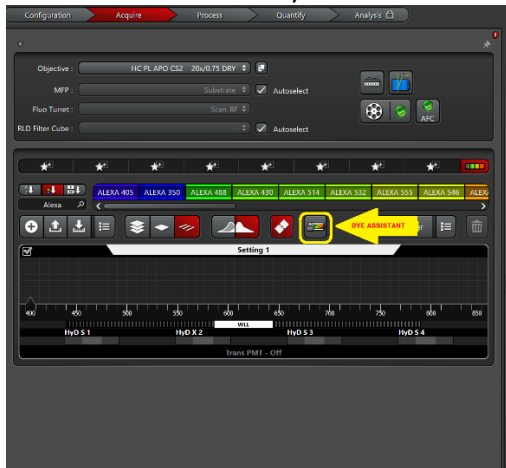 Configuration Acquire Process Quantify Analysis
Objective : HC PL APO CS2 20x/0.75 DRY
MFP : Substrate Autoselect
Fluo Turret : Scan BF
AFC
RLD Filter Cube : Autoselect
ALEXA 405 ALEXA 350 ALEXA 488 ALEXA 430 ALEXA 514 ALEXA 532 ALEXA 555 ALEXA 546 ALEXA
Alexa
DYE ASSISTANT er
Setting 1
400 450 500 550 600 650 700 750 800 850
WLL
HyD S 1 HyD X 2 HyD S 3 HyD S 4
Trans PMT - Off